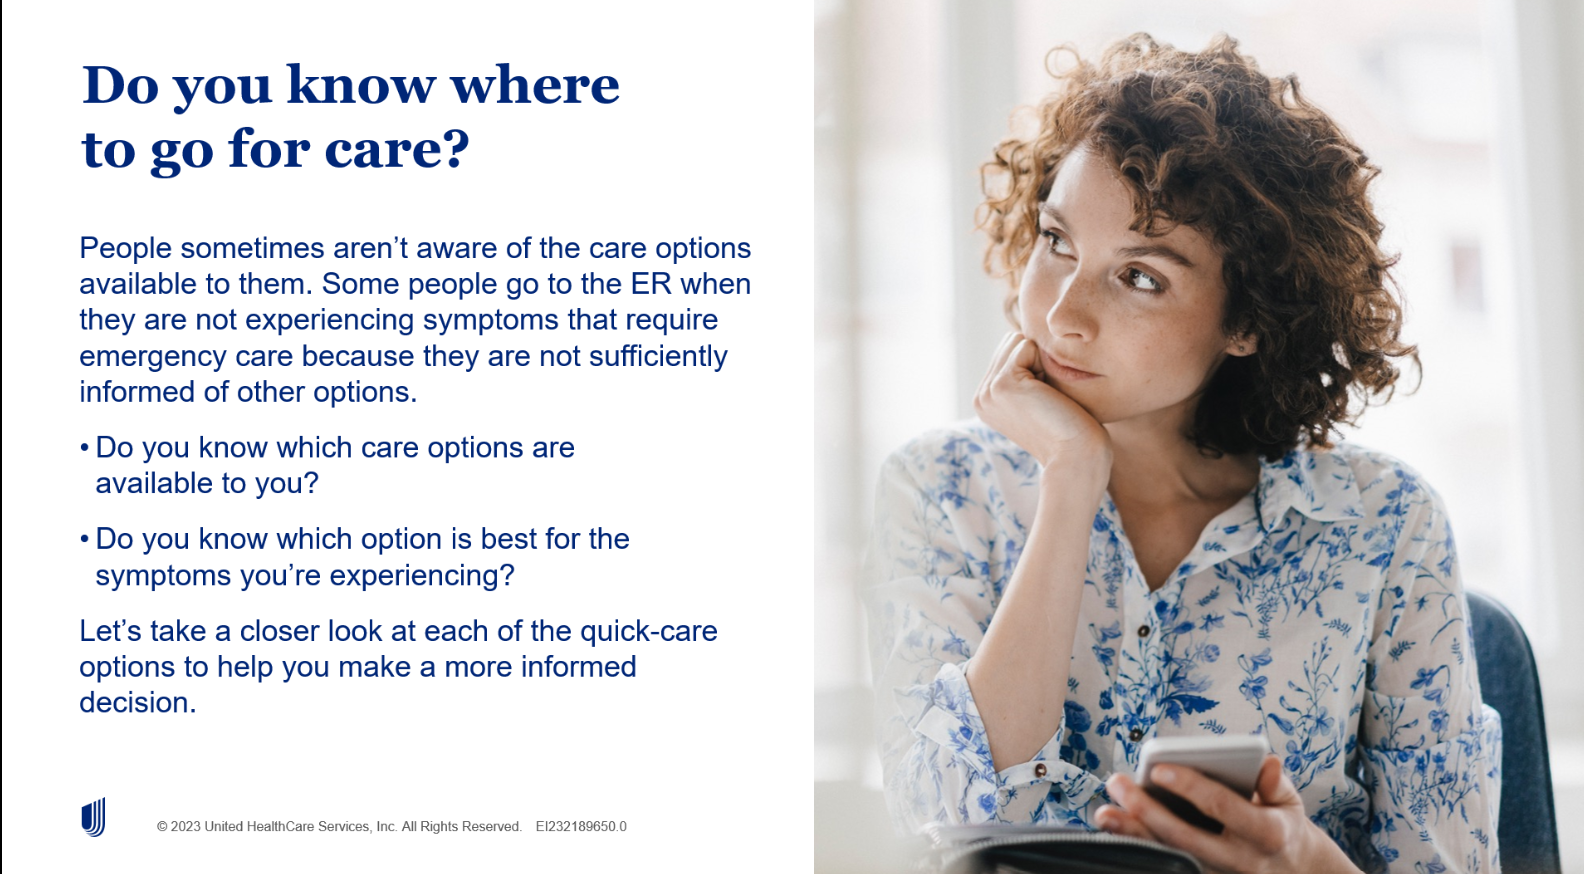 Do you know where
to go for care?
People sometimes aren’t aware of the care options
available to them. Some people go to the ER when
they are not experiencing symptoms that require
emergency care because they are not sufficiently
informed of other options.
• Do you know which care options are
available to you?
• Do you know which option is best for the
symptoms you’re experiencing?
Let’s take a closer look at each of the quick-care
options to help you make a more informed
decision.
© 2023 United HealthCare Services, Inc. All Rights Reserved. EI232189650.0